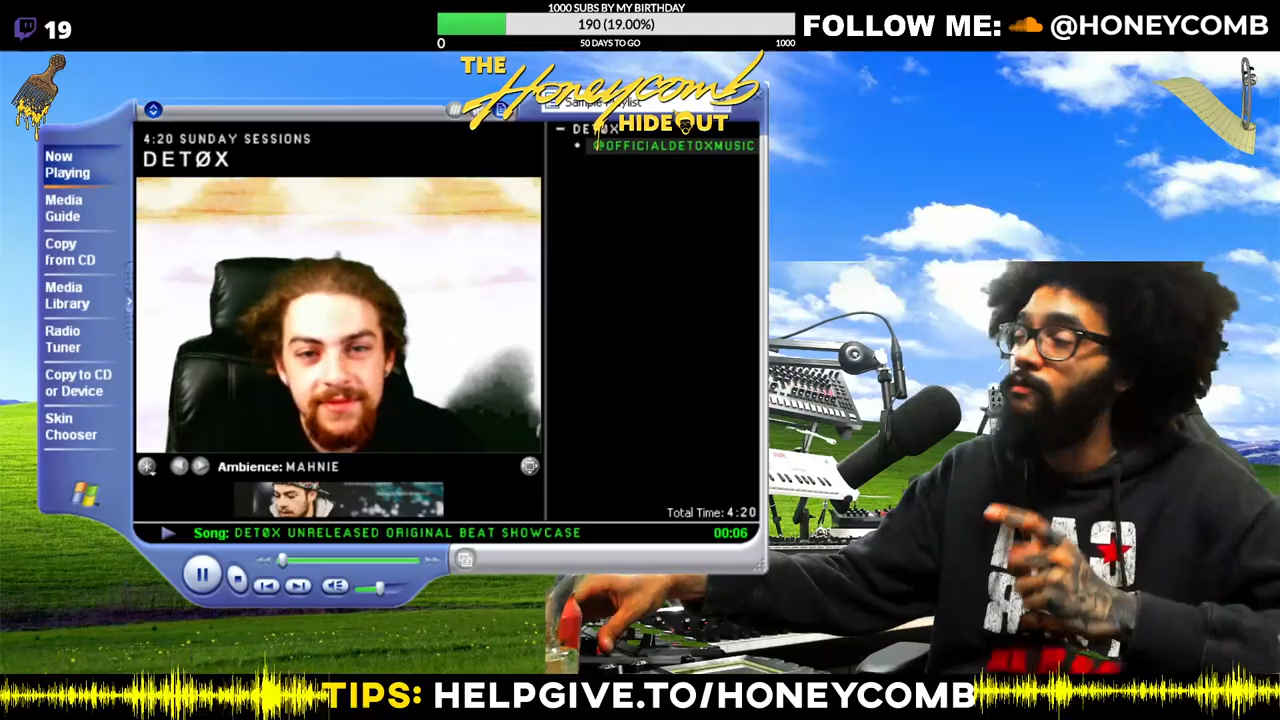 19
1000 SUBS BY MY BIRTHDAY
190 (19.00%)
0
50 DAYS TO GO
1000
FOLLOW ME:
@HONEYCOMB
THE
Honeycomb
HIDEOUT
Sample Playlist
4:20 SUNDAY SESSIONS
DETØX
DETØX
@OFFICIALDETOXMUSIC
Now
Playing
Media
Guide
Copy
from CD
Media
Library
Radio
Tuner
Copy to CD
or Device
Skin
Chooser
Ambience: MAHNIE
Total Time: 4:20
Song: DETØX UNRELEASED ORIGINAL BEAT SHOWCASE
00:06
TIPS: HELPGIVE.TO/HONEYCOMB